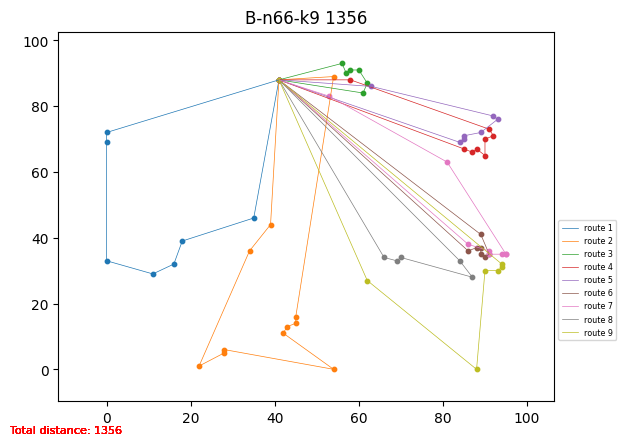 B-n66-k9 1356
100
80
60
40
20
0
0 20 40 60 80 100
route 1
route 2
route 3
route 4
route 5
route 6
route 7
route 8
route 9
Total distance: 1356